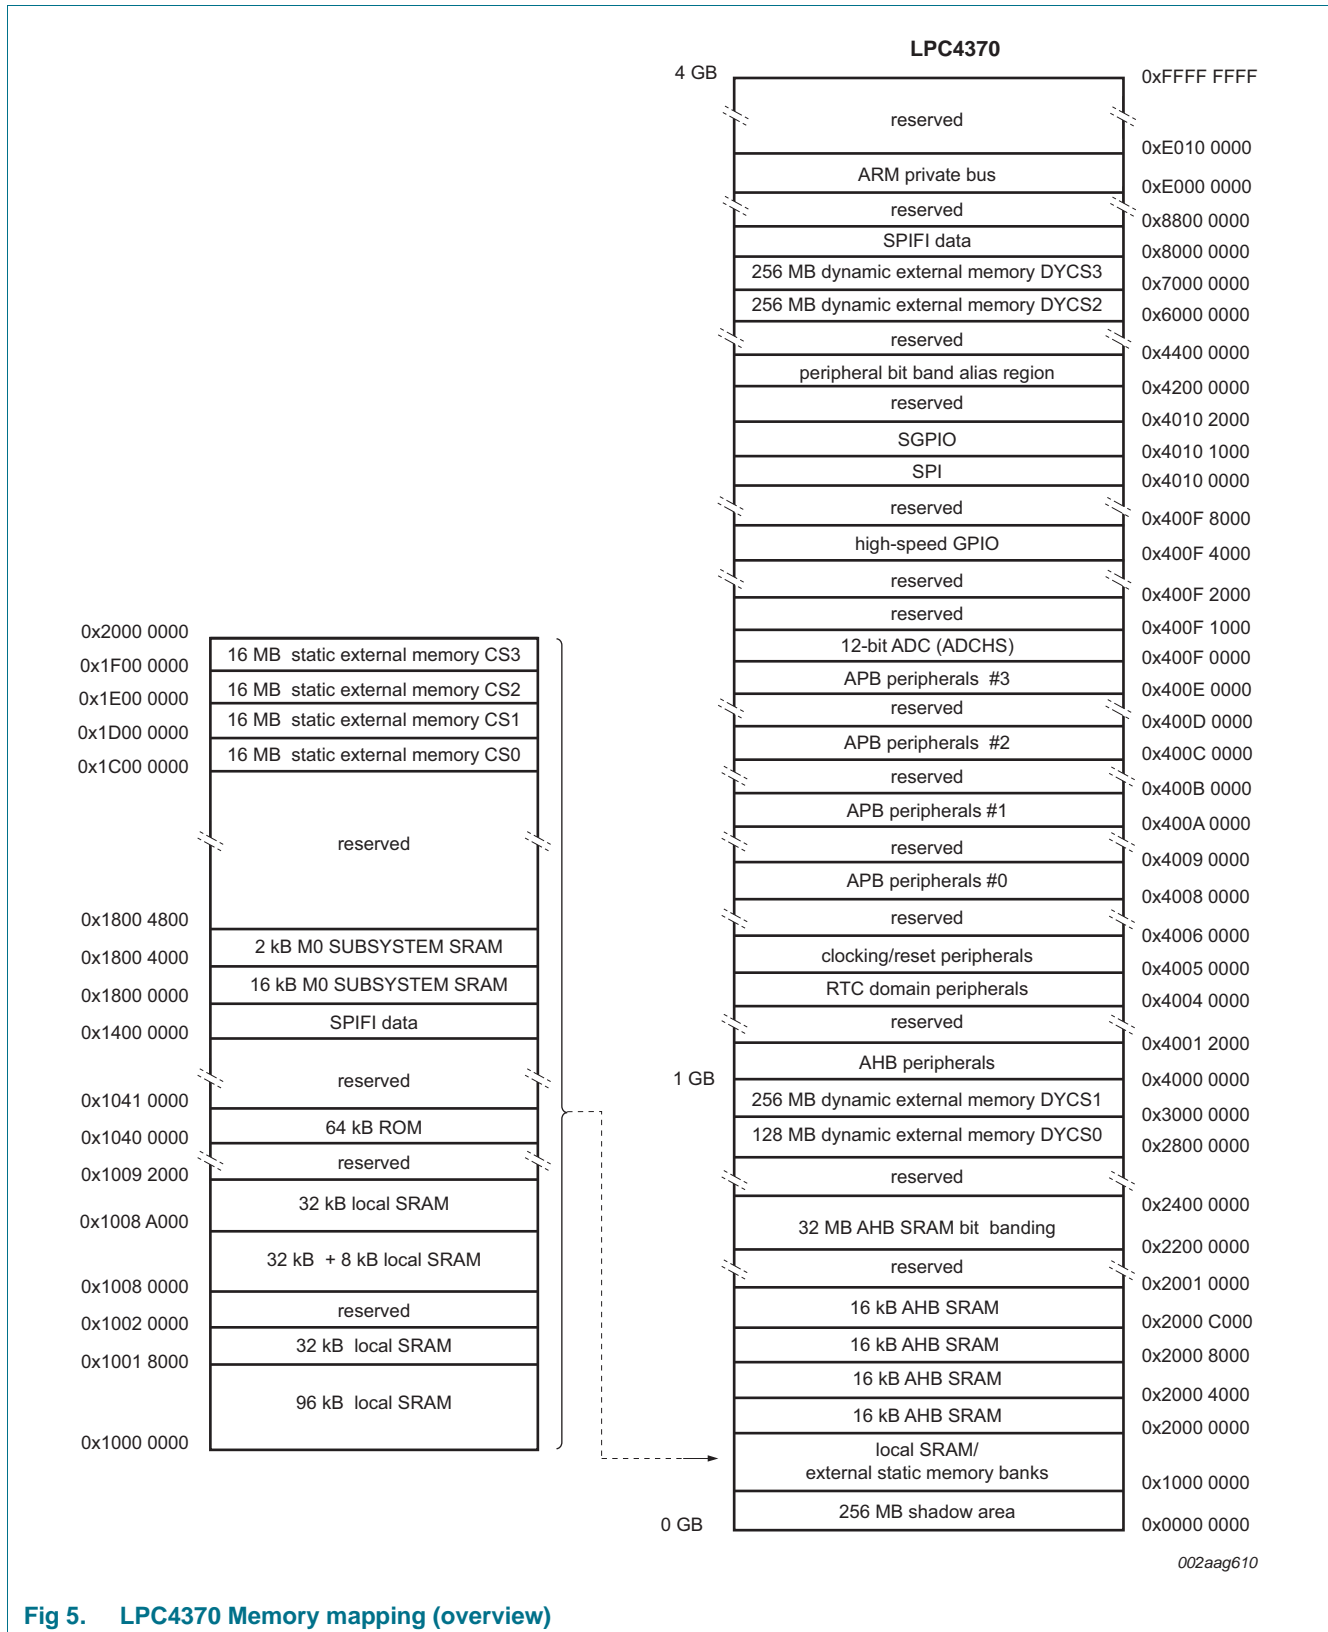 LPC4370
4 GB
0xFFFF FFFF
reserved
0xE010 0000
ARM private bus
0xE000 0000
reserved
0x8800 0000
SPIFI data
0x8000 0000
256 MB dynamic external memory DYCS3
0x7000 0000
256 MB dynamic external memory DYCS2
0x6000 0000
reserved
0x4400 0000
peripheral bit band alias region
0x4200 0000
reserved
0x4010 2000
SGPIO
0x4010 1000
SPI
0x4010 0000
reserved
0x400F 8000
high-speed GPIO
0x400F 4000
reserved
0x400F 2000
reserved
0x400F 1000
12-bit ADC (ADCHS)
0x400F 0000
APB peripherals #3
0x400E 0000
reserved
0x400D 0000
APB peripherals #2
0x400C 0000
reserved
0x400B 0000
APB peripherals #1
0x400A 0000
reserved
0x4009 0000
APB peripherals #0
0x4008 0000
reserved
0x4006 0000
clocking/reset peripherals
0x4005 0000
RTC domain peripherals
0x4004 0000
reserved
0x4001 2000
AHB peripherals
1 GB
0x4000 0000
256 MB dynamic external memory DYCS1
0x3000 0000
128 MB dynamic external memory DYCS0
0x2800 0000
reserved
0x2400 0000
32 MB AHB SRAM bit banding
0x2200 0000
reserved
0x2001 0000
16 kB AHB SRAM
0x2000 C000
16 kB AHB SRAM
0x2000 8000
16 kB AHB SRAM
0x2000 4000
16 kB AHB SRAM
0x2000 0000
local SRAM/
external static memory banks
0x1000 0000
256 MB shadow area
0 GB
0x0000 0000
0x2000 0000
16 MB static external memory CS3
0x1F00 0000
16 MB static external memory CS2
0x1E00 0000
16 MB static external memory CS1
0x1D00 0000
16 MB static external memory CS0
0x1C00 0000
reserved
0x1800 4800
2 kB M0 SUBSYSTEM SRAM
0x1800 4000
16 kB M0 SUBSYSTEM SRAM
0x1800 0000
SPIFI data
0x1400 0000
reserved
0x1041 0000
64 kB ROM
0x1040 0000
reserved
0x1009 2000
32 kB local SRAM
0x1008 A000
32 kB + 8 kB local SRAM
0x1008 0000
reserved
0x1002 0000
32 kB local SRAM
0x1001 8000
96 kB local SRAM
0x1000 0000
002aag610
Fig 5. LPC4370 Memory mapping (overview)